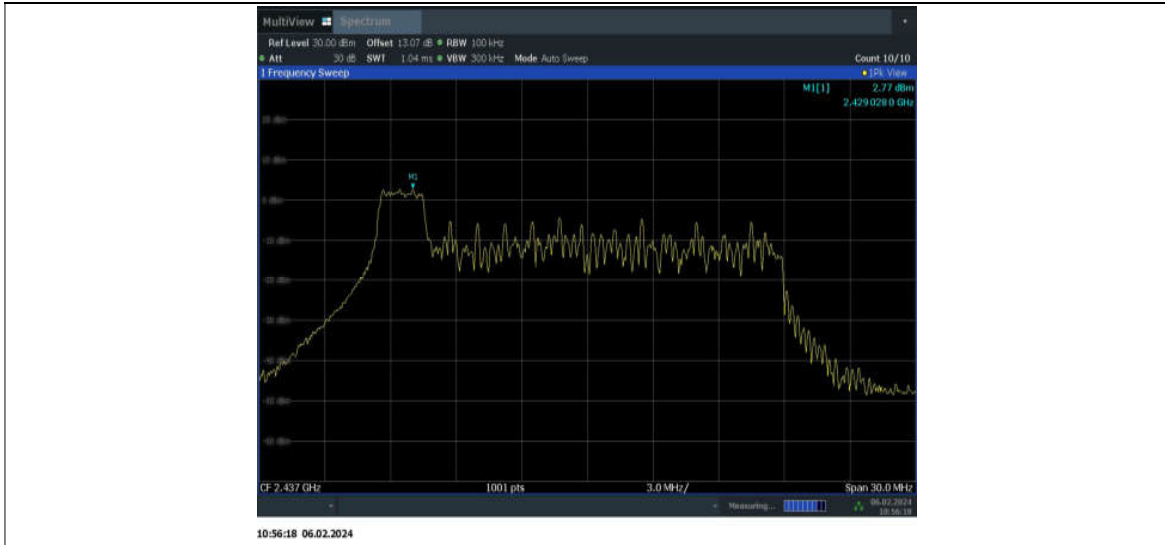 MultiView Spectrum
Ref Level 30.00 dBm Offset 13.07 dB RBW 100 kHz
Att 30 dB SWT 1.04 ms VBW 300 kHz Mode Auto Sweep Count 10/10
1 Frequency Sweep 1Pk View
M1[1] 2.77 dBm
2.429 028 0 GHz
M1
CF 2.437 GHz 1001 pts 3.0 MHz/ Span 30.0 MHz
Measuring... 06.02.2024
10:56:18
10:56:18 06.02.2024